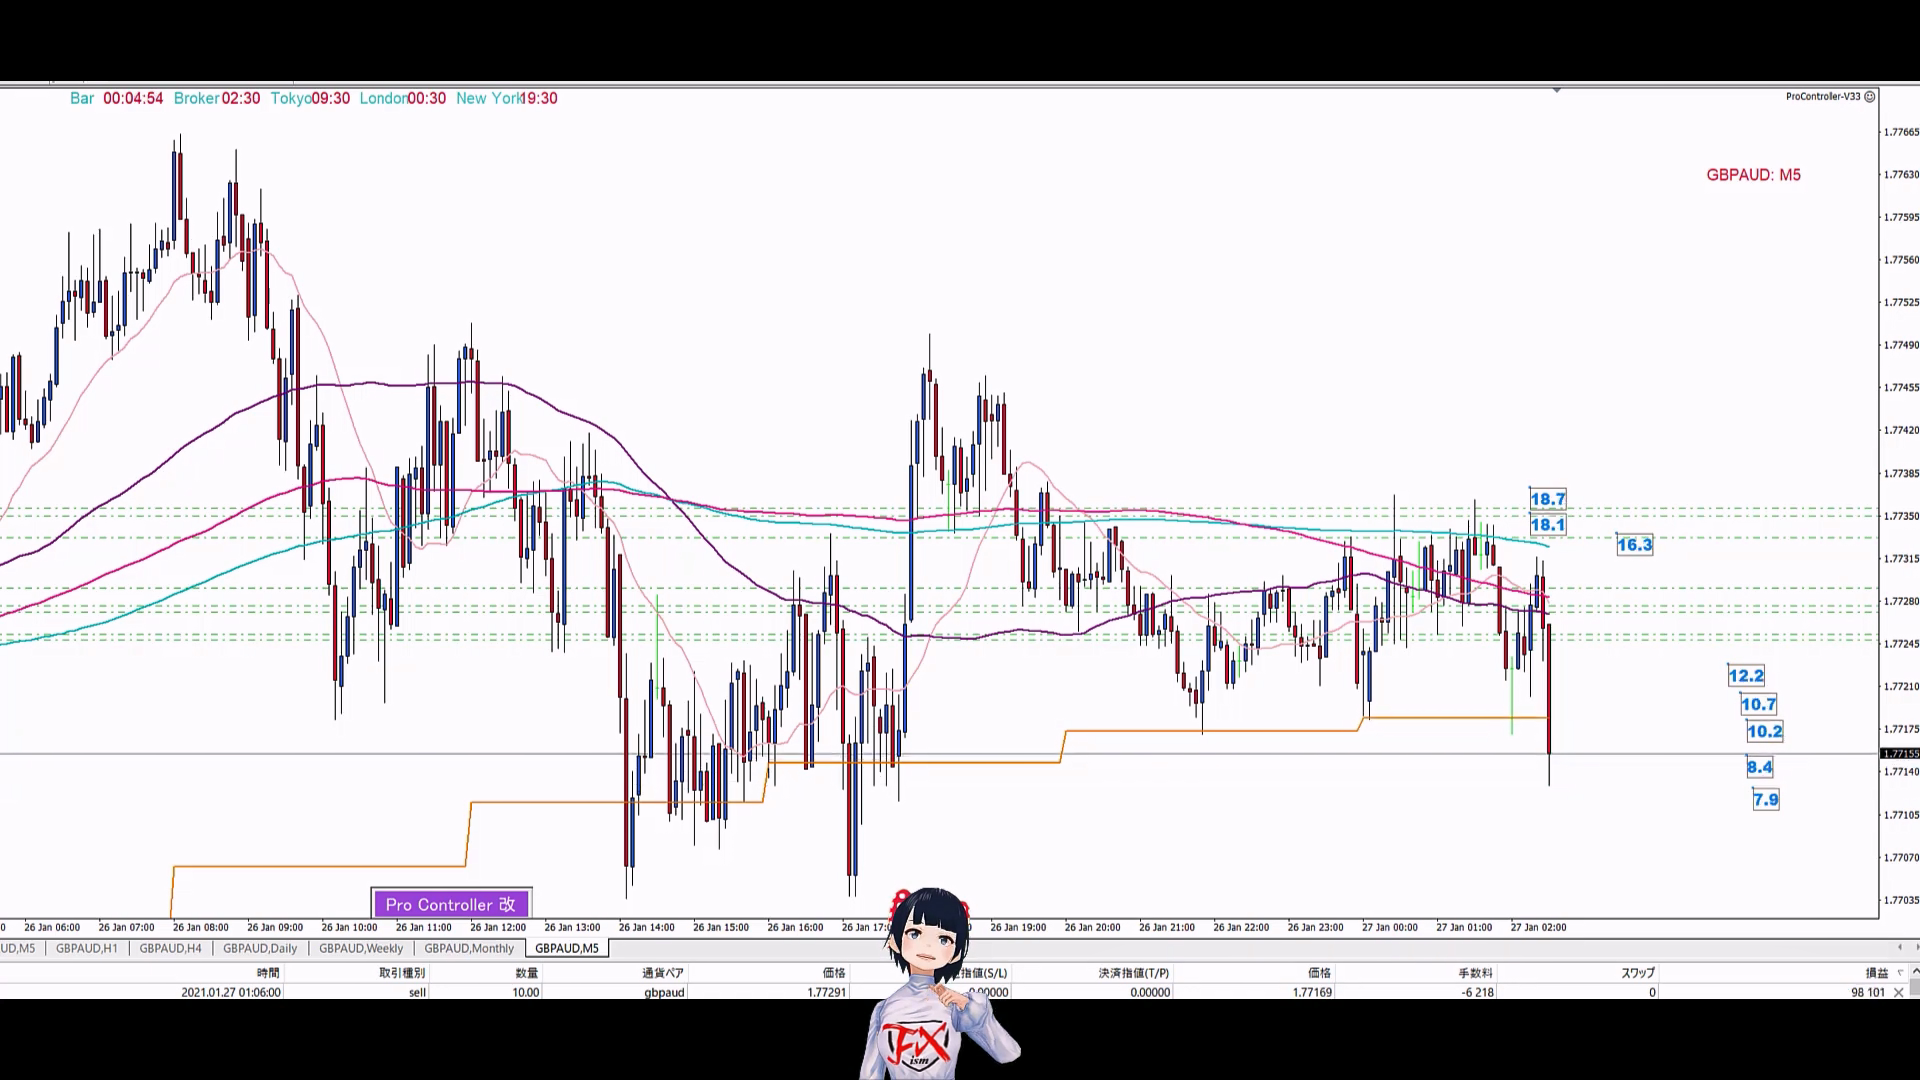 Bar 00:04:54 Broker 02:30 Tokyo 09:30 London 00:30 New York 19:30
ProController-V33
1.77665
GBPAUD: M5
1.77630
1.77595
1.77560
1.77525
1.77490
1.77455
1.77420
1.77385
18.7
1.77350
18.1
16.3
1.77315
1.77280
1.77245
12.2
1.77210
10.7
10.2
1.77175
1.77155
8.4
1.77140
7.9
1.77105
1.77070
1.77035
Pro Controller 改
0 26 Jan 06:00 26 Jan 07:00 26 Jan 08:00 26 Jan 09:00 26 Jan 10:00 26 Jan 11:00 26 Jan 12:00 26 Jan 13:00 26 Jan 14:00 26 Jan 15:00 26 Jan 16:00 26 Jan 17:0 26 Jan 19:00 26 Jan 20:00 26 Jan 21:00 26 Jan 22:00 26 Jan 23:00 27 Jan 00:00 27 Jan 01:00 27 Jan 02:00
UD,M5 GBPAUD,H1 GBPAUD,H4 GBPAUD,Daily GBPAUD,Weekly GBPAUD,Monthly GBPAUD,M5
時間 取引種別 数量 通貨ペア 価格 指値(S/L) 決済指値(T/P) 価格 手数料 スワップ 損益
2021.01.27 01:06:00 sell 10.00 gbpaud 1.77291 0.00000 0.00000 1.77169 -6 218 0 98 101
FX
ism